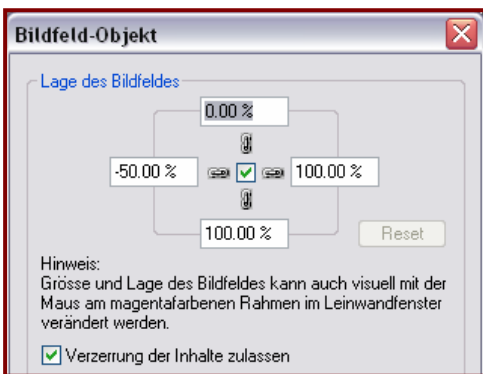 Bildfeld-Objekt
Lage des Bildfeldes
0.00 %
-50.00 %
100.00 %
100.00 %
Reset
Hinweis:
Grösse und Lage des Bildfeldes kann auch visuell mit der
Maus am magentafarbenen Rahmen im Leinwandfenster
verändert werden.
Verzerrung der Inhalte zulassen